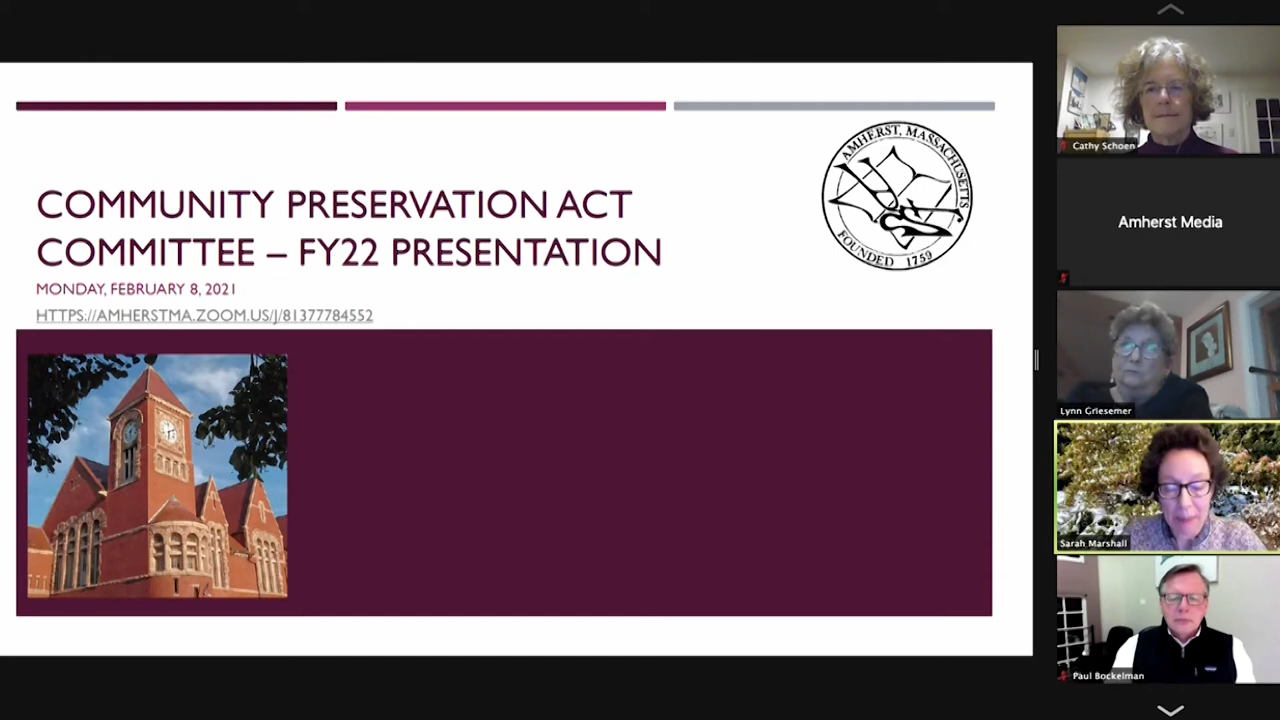 COMMUNITY PRESERVATION ACT
COMMITTEE – FY22 PRESENTATION
MONDAY, FEBRUARY 8, 2021
HTTPS://AMHERSTMA.ZOOM.US/J/81377784552
AMHERST, MASSACHUSETTS
FOUNDED 1759
Cathy Schoen
Amherst Media
Lynn Griesemer
Sarah Marshall
Paul Bockelman